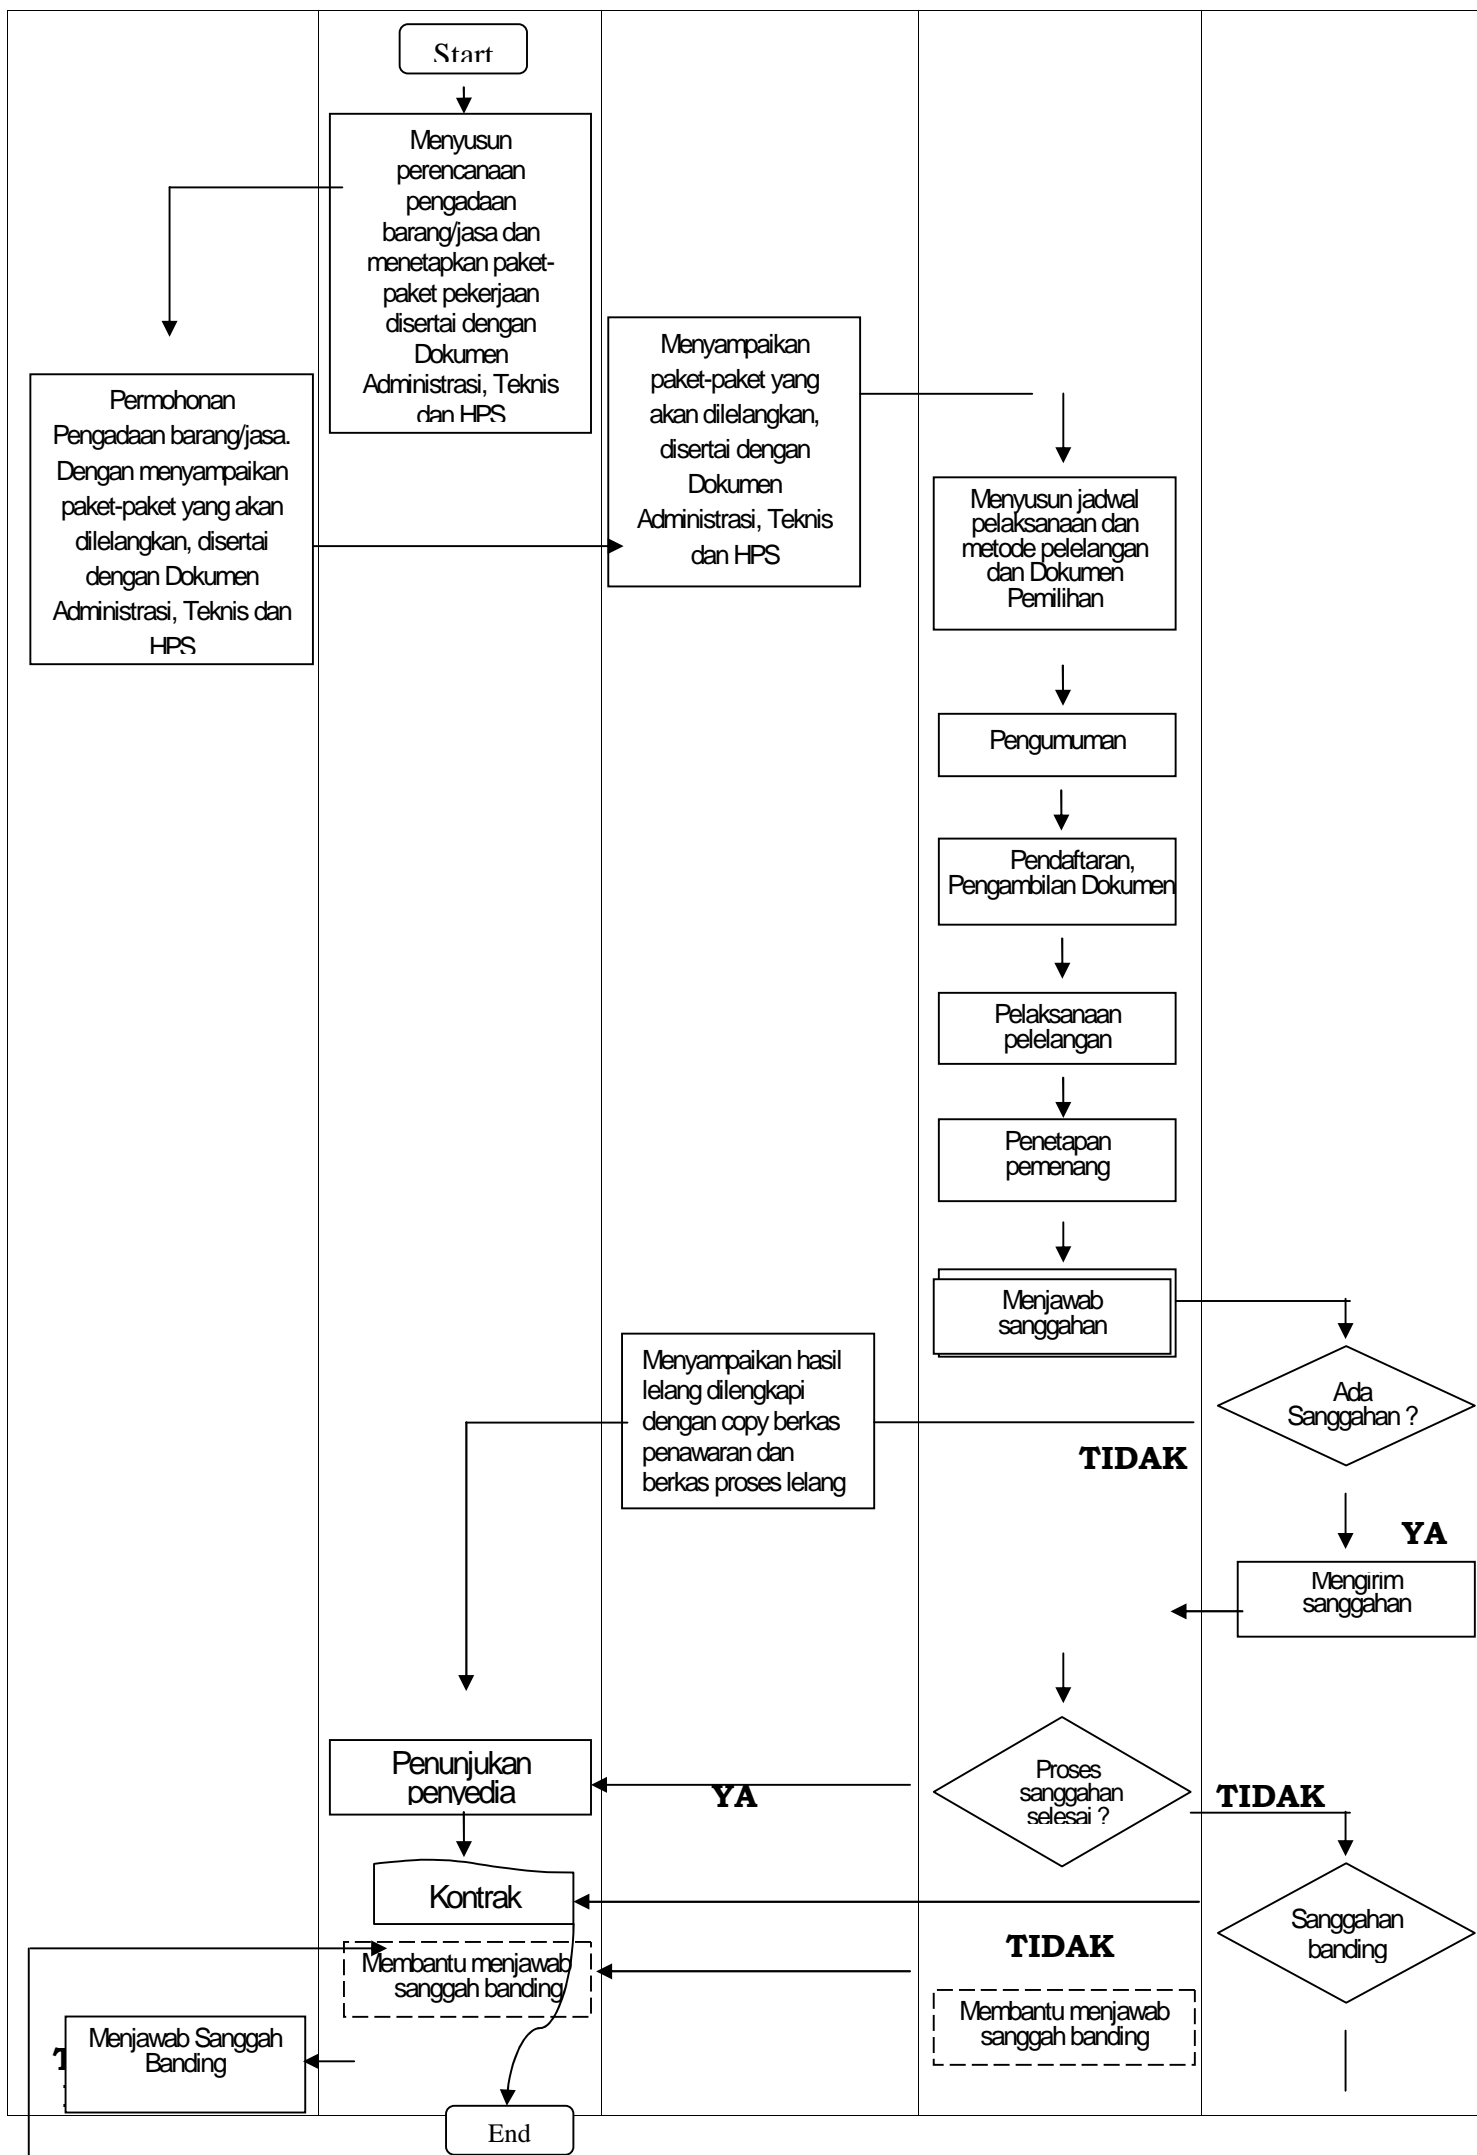 Start
Menyusun
perencanaan
pengadaan
barang/jasa dan
menetapkan paket-
paket pekerjaan
disertai dengan
Dokumen
Administrasi, Teknis
dan HPS
Permohonan
Pengadaan barang/jasa.
Dengan menyampaikan
paket-paket yang akan
dilelangkan, disertai
dengan Dokumen
Administrasi, Teknis dan
HPS
Menyampaikan
paket-paket yang
akan dilelangkan,
disertai dengan
Dokumen
Administrasi, Teknis
dan HPS
Menyusun jadwal
pelaksanaan dan
metode pelelangan
dan Dokumen
Pemilihan
Pengumuman
Pendaftaran,
Pengambilan Dokumen
Pelaksanaan
pelelangan
Penetapan
pemenang
Menjawab
sanggahan
Ada
Sanggahan ?
Menyampaikan hasil
lelang dilengkapi
dengan copy berkas
penawaran dan
berkas proses lelang
TIDAK
YA
Mengirim
sanggahan
Proses
sanggahan
selesai ?
Penunjukan
penyedia
YA
TIDAK
Kontrak
Sanggahan
banding
TIDAK
Membantu menjawab
sanggah banding
Membantu menjawab
sanggah banding
Menjawab Sanggah
Banding
End